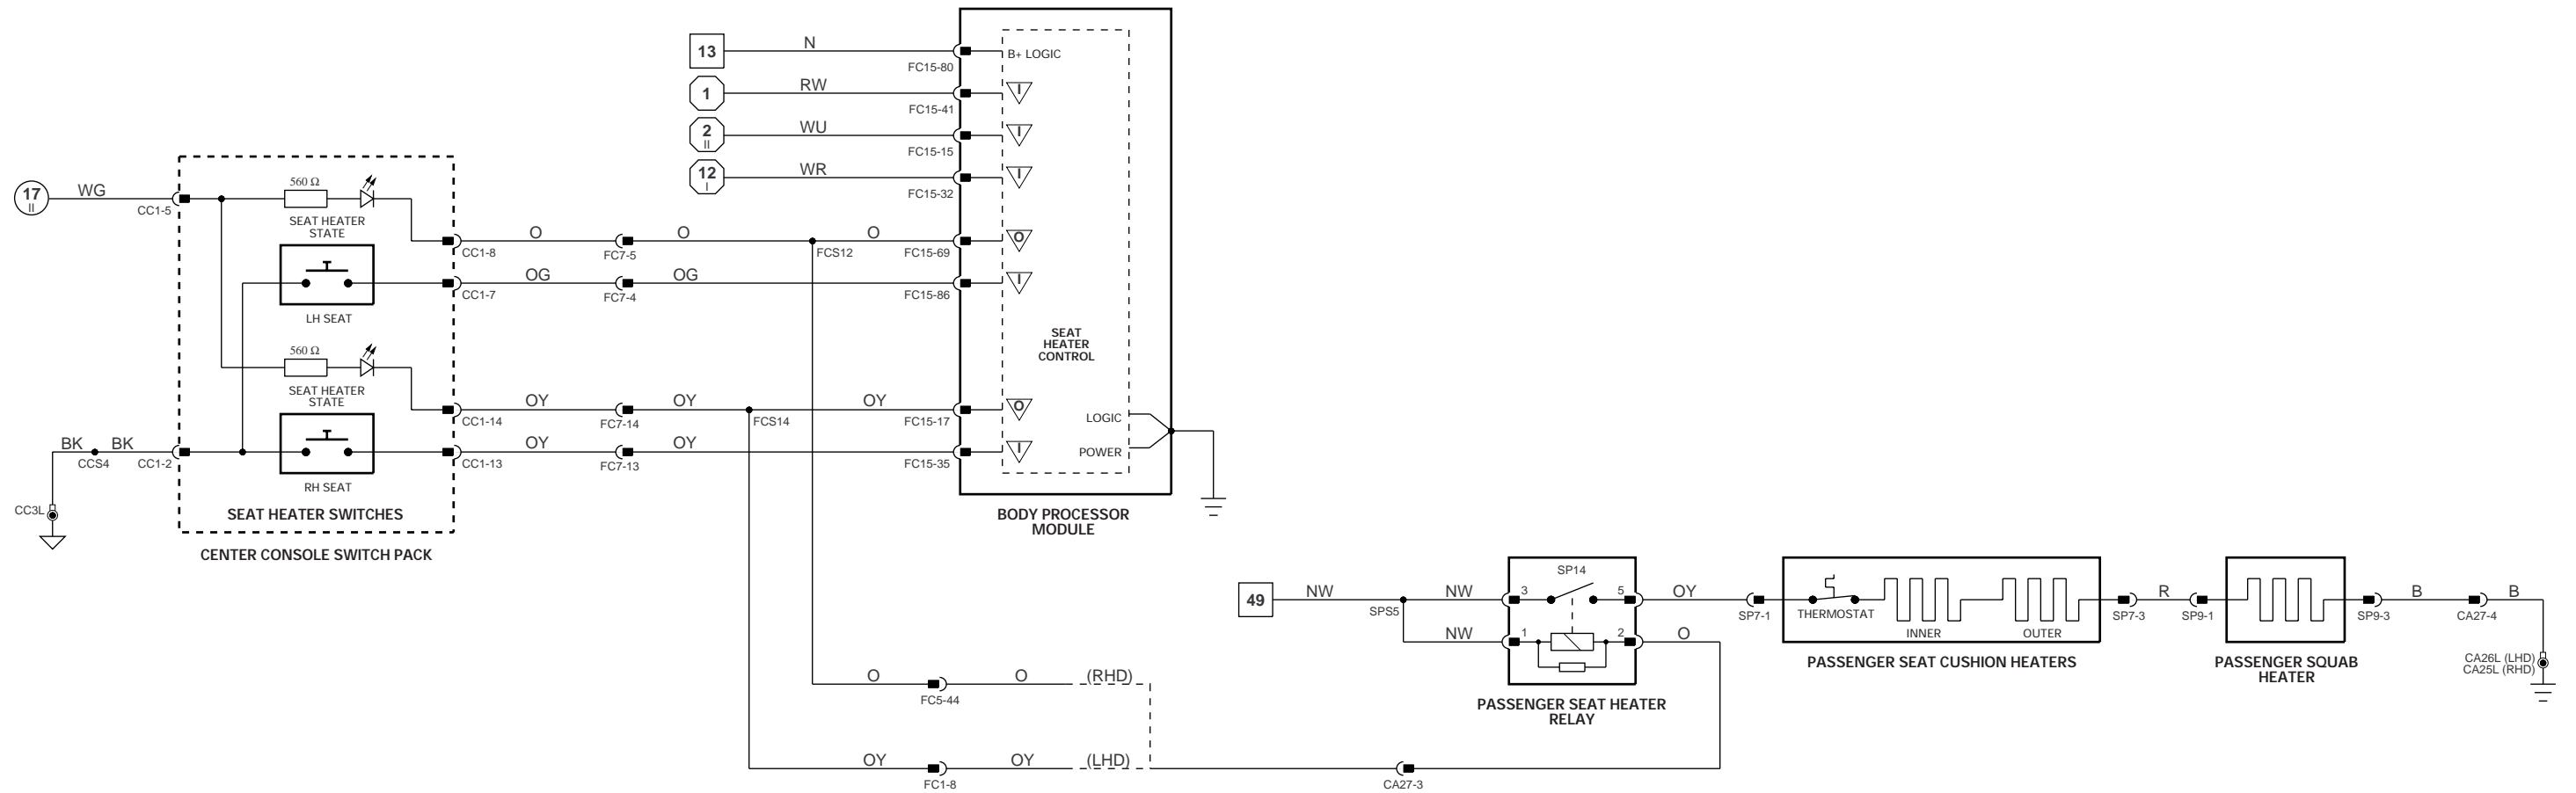 13
N
B+ LOGIC
FC15-80
1
RW
I
FC15-41
2
II
WU
I
FC15-15
12
I
WR
I
FC15-32
17
II
WG
CC1-5
560 Ω
SEAT HEATER
STATE
O
O
O
O
CC1-8
FC7-5
FCS12
FC15-69
OG
OG
I
CC1-7
FC7-4
FC15-86
LH SEAT
SEAT
HEATER
CONTROL
560 Ω
SEAT HEATER
STATE
OY
OY
OY
O
CC1-14
FC7-14
FCS14
FC15-17
LOGIC
BK
BK
CCS4
CC1-2
OY
OY
I
CC1-13
FC7-13
FC15-35
POWER
RH SEAT
CC3L
SEAT HEATER SWITCHES
CENTER CONSOLE SWITCH PACK
BODY PROCESSOR
MODULE
49
NW
SPS5
NW
NW
SP14
3
5
1
2
OY
O
SP7-1
THERMOSTAT
INNER
OUTER
SP7-3
R
SP9-1
SP9-3
B
CA27-4
B
CA26L (LHD)
CA25L (RHD)
PASSENGER SEAT HEATER
RELAY
PASSENGER SEAT CUSHION HEATERS
PASSENGER SQUAB
HEATER
O
O
(RHD)
FC5-44
OY
OY
(LHD)
FC1-8
CA27-3